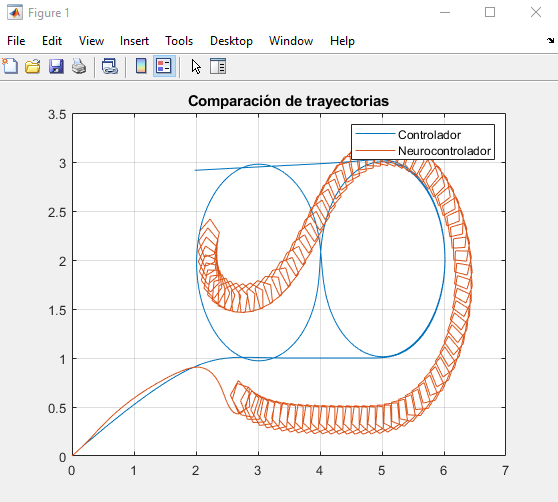 Figure 1
File Edit View Insert Tools Desktop Window Help
Comparación de trayectorias
Controlador
Neurocontrolador
3.5
3
2.5
2
1.5
1
0.5
0
0 1 2 3 4 5 6 7